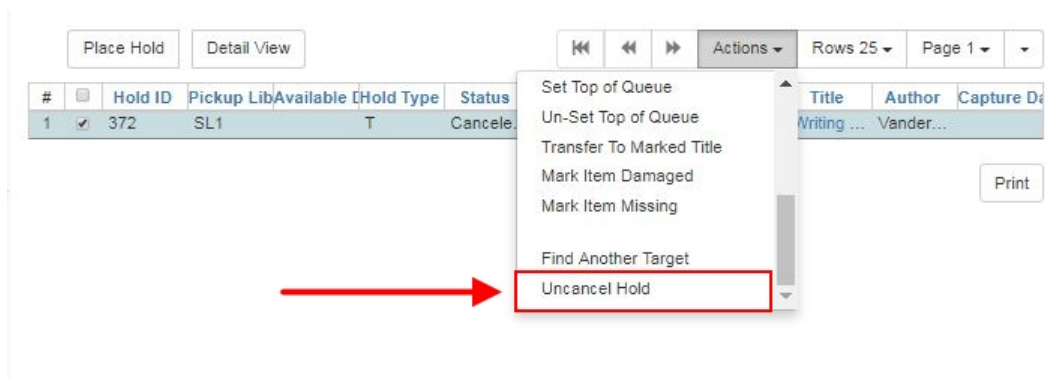 Place Hold Detail View Actions Rows 25 Page 1
# Hold ID Pickup Lib Available D Hold Type Status Title Author Capture Da
1 372 SL1 T Cancele... Writing ... Vander...
Set Top of Queue
Un-Set Top of Queue
Transfer To Marked Title
Mark Item Damaged
Mark Item Missing
Print
Find Another Target
Uncancel Hold